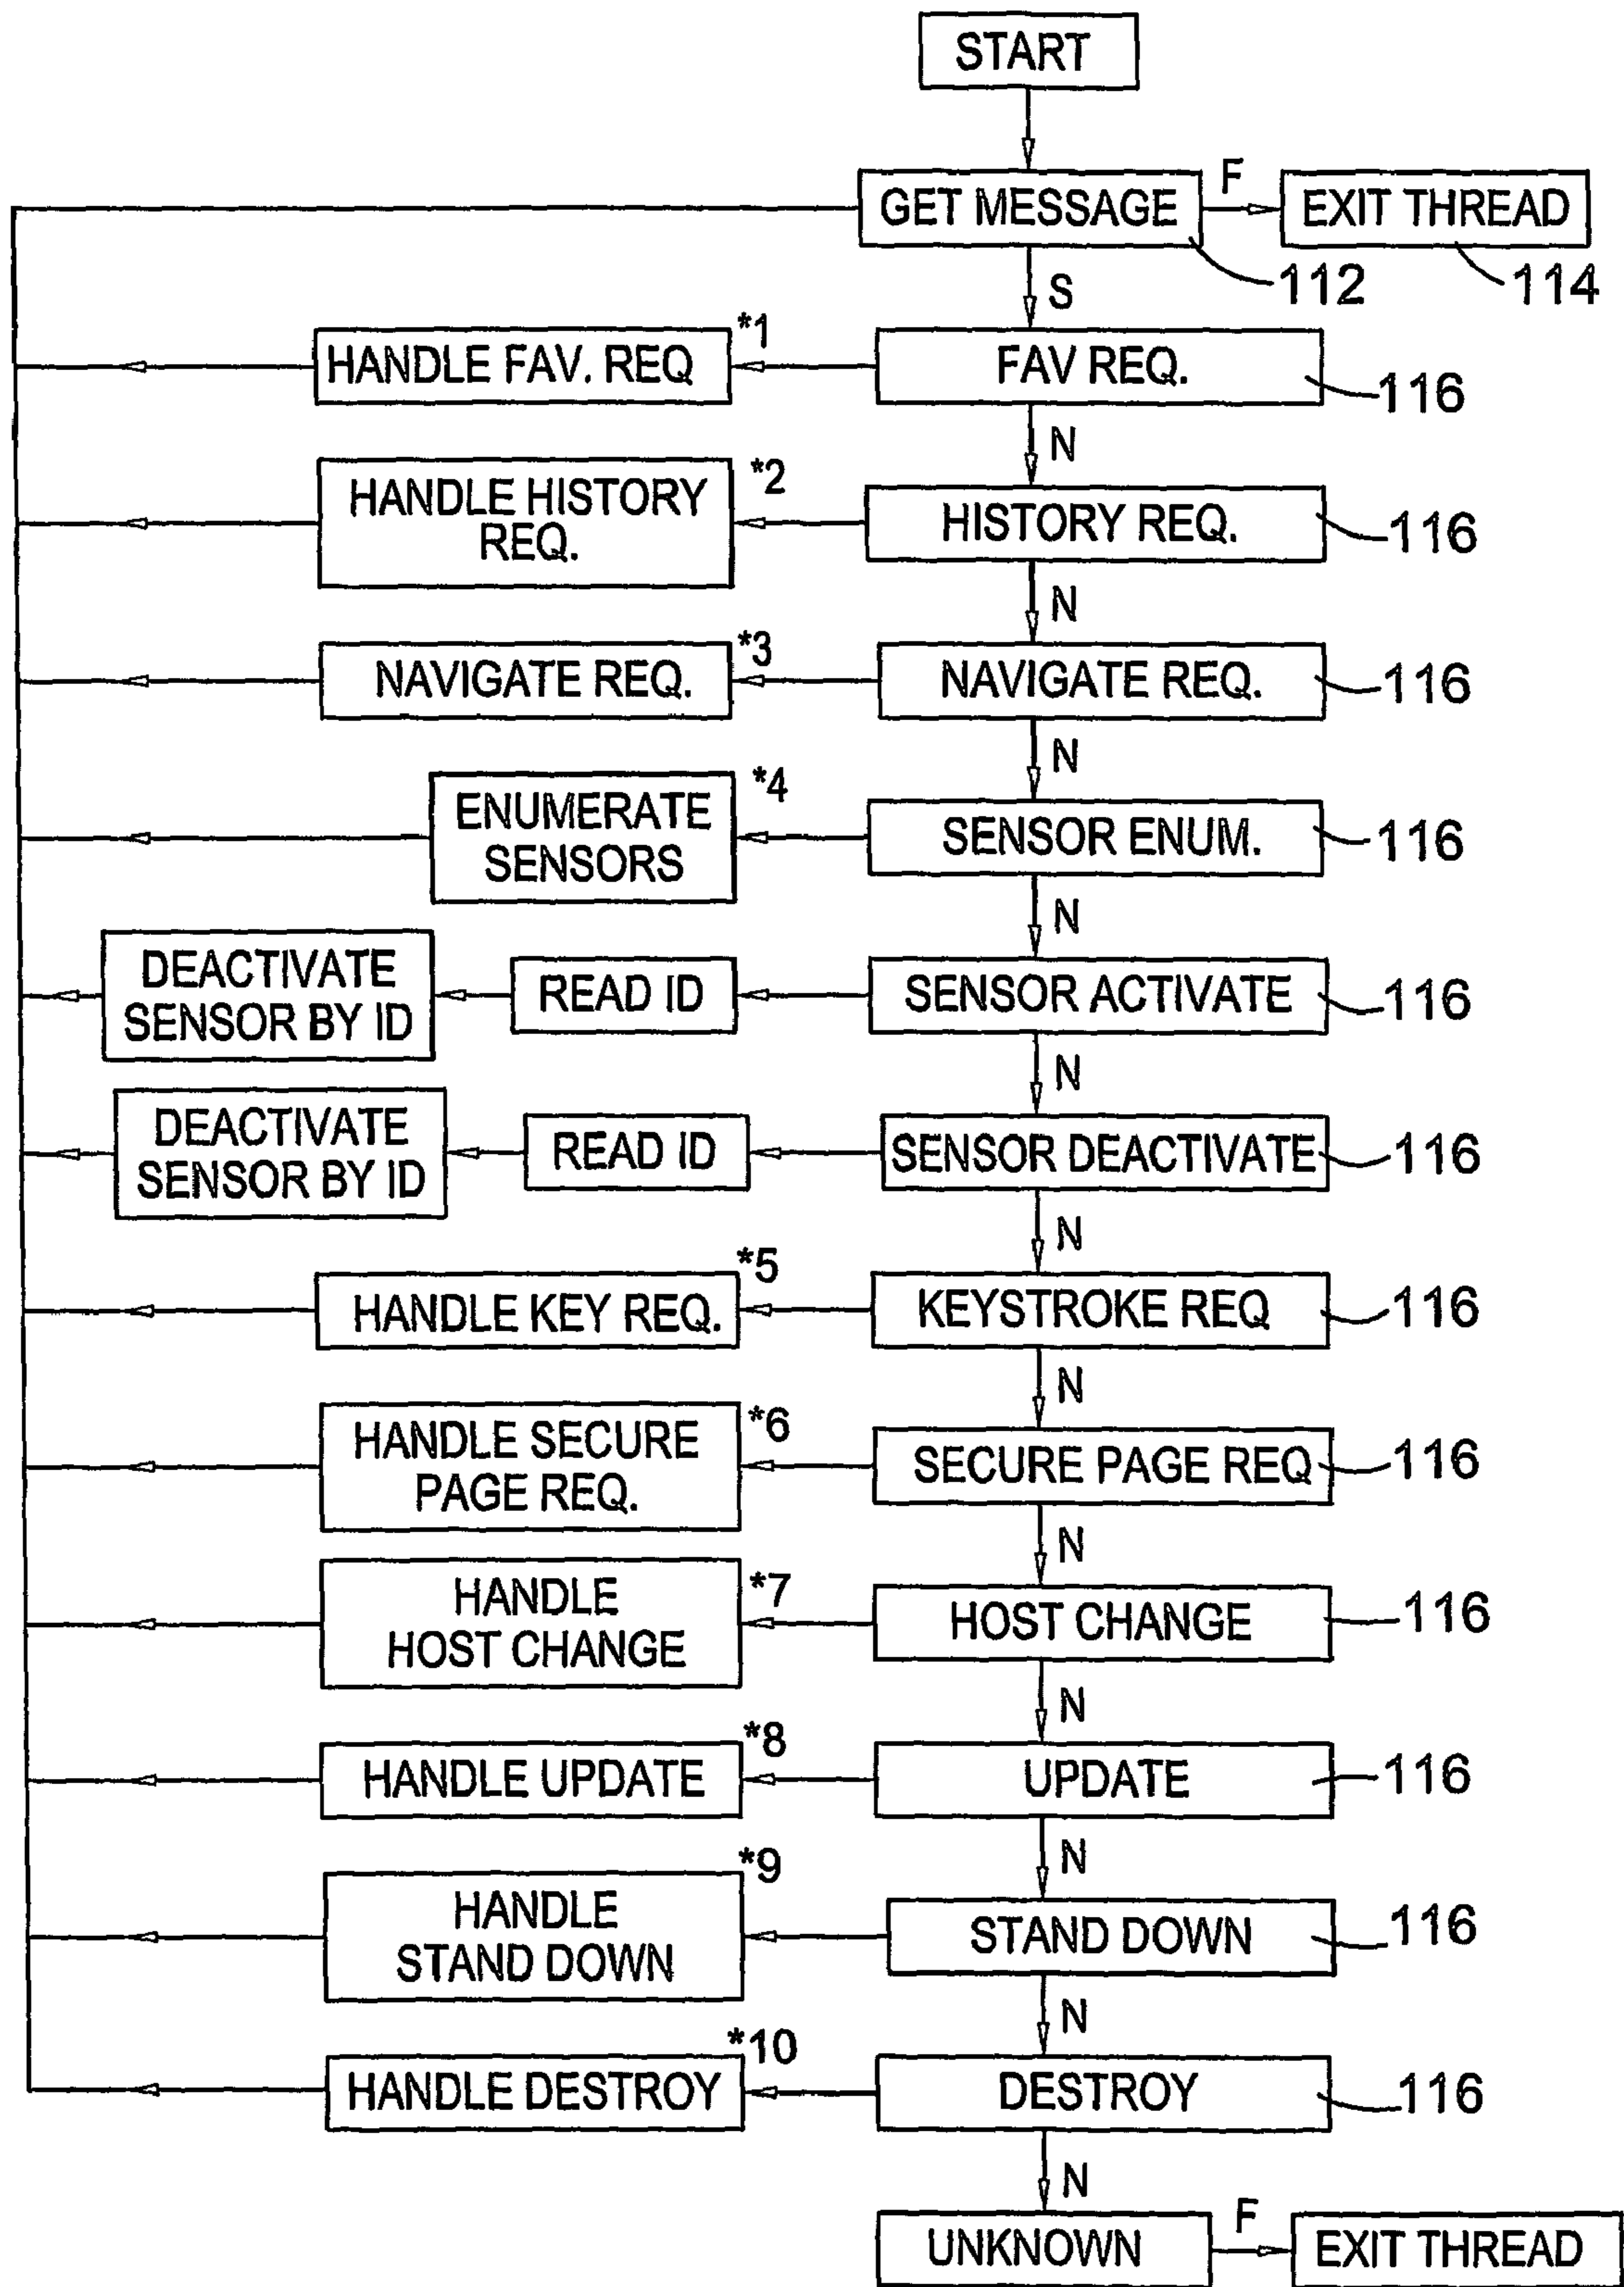 START
GET MESSAGE
F
EXIT THREAD
112
114
S
HANDLE FAV. REQ
*1
FAV REQ.
116
N
HANDLE HISTORY
REQ.
*2
HISTORY REQ.
116
N
NAVIGATE REQ.
*3
NAVIGATE REQ.
116
N
ENUMERATE
SENSORS
*4
SENSOR ENUM.
116
N
DEACTIVATE
SENSOR BY ID
READ ID
SENSOR ACTIVATE
116
N
DEACTIVATE
SENSOR BY ID
READ ID
SENSOR DEACTIVATE
116
N
HANDLE KEY REQ.
*5
KEYSTROKE REQ
116
N
HANDLE SECURE
PAGE REQ.
*6
SECURE PAGE REQ
116
N
HANDLE
HOST CHANGE
*7
HOST CHANGE
116
N
HANDLE UPDATE
*8
UPDATE
116
N
HANDLE
STAND DOWN
*9
STAND DOWN
116
N
HANDLE DESTROY
*10
DESTROY
116
N
UNKNOWN
F
EXIT THREAD